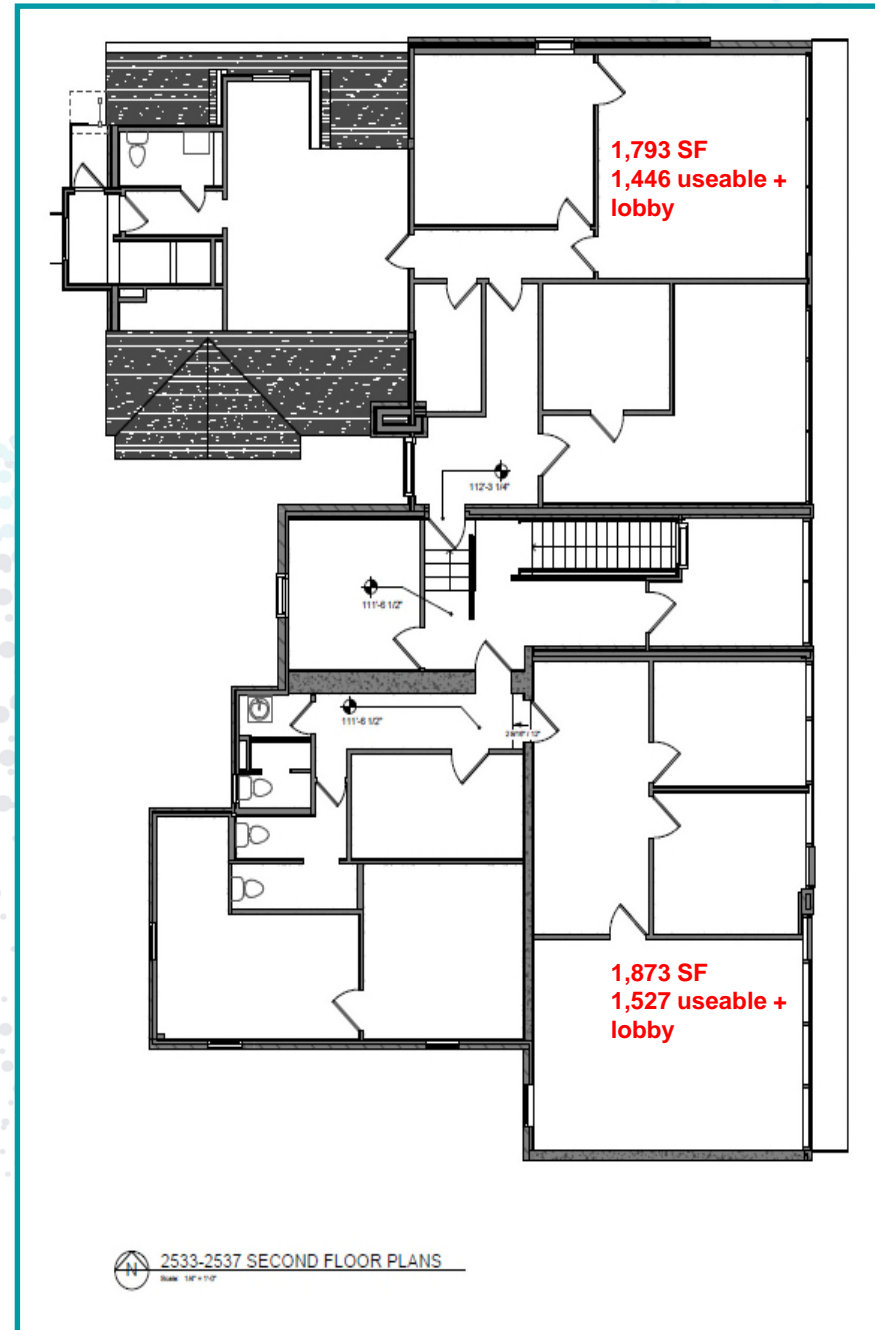 1,793 SF
1,446 useable +
lobby
112'-3 1/4"
111'-6 1/2"
111'-6 1/2"
1,873 SF
1,527 useable +
lobby
N
2533-2537 SECOND FLOOR PLANS
Scale: